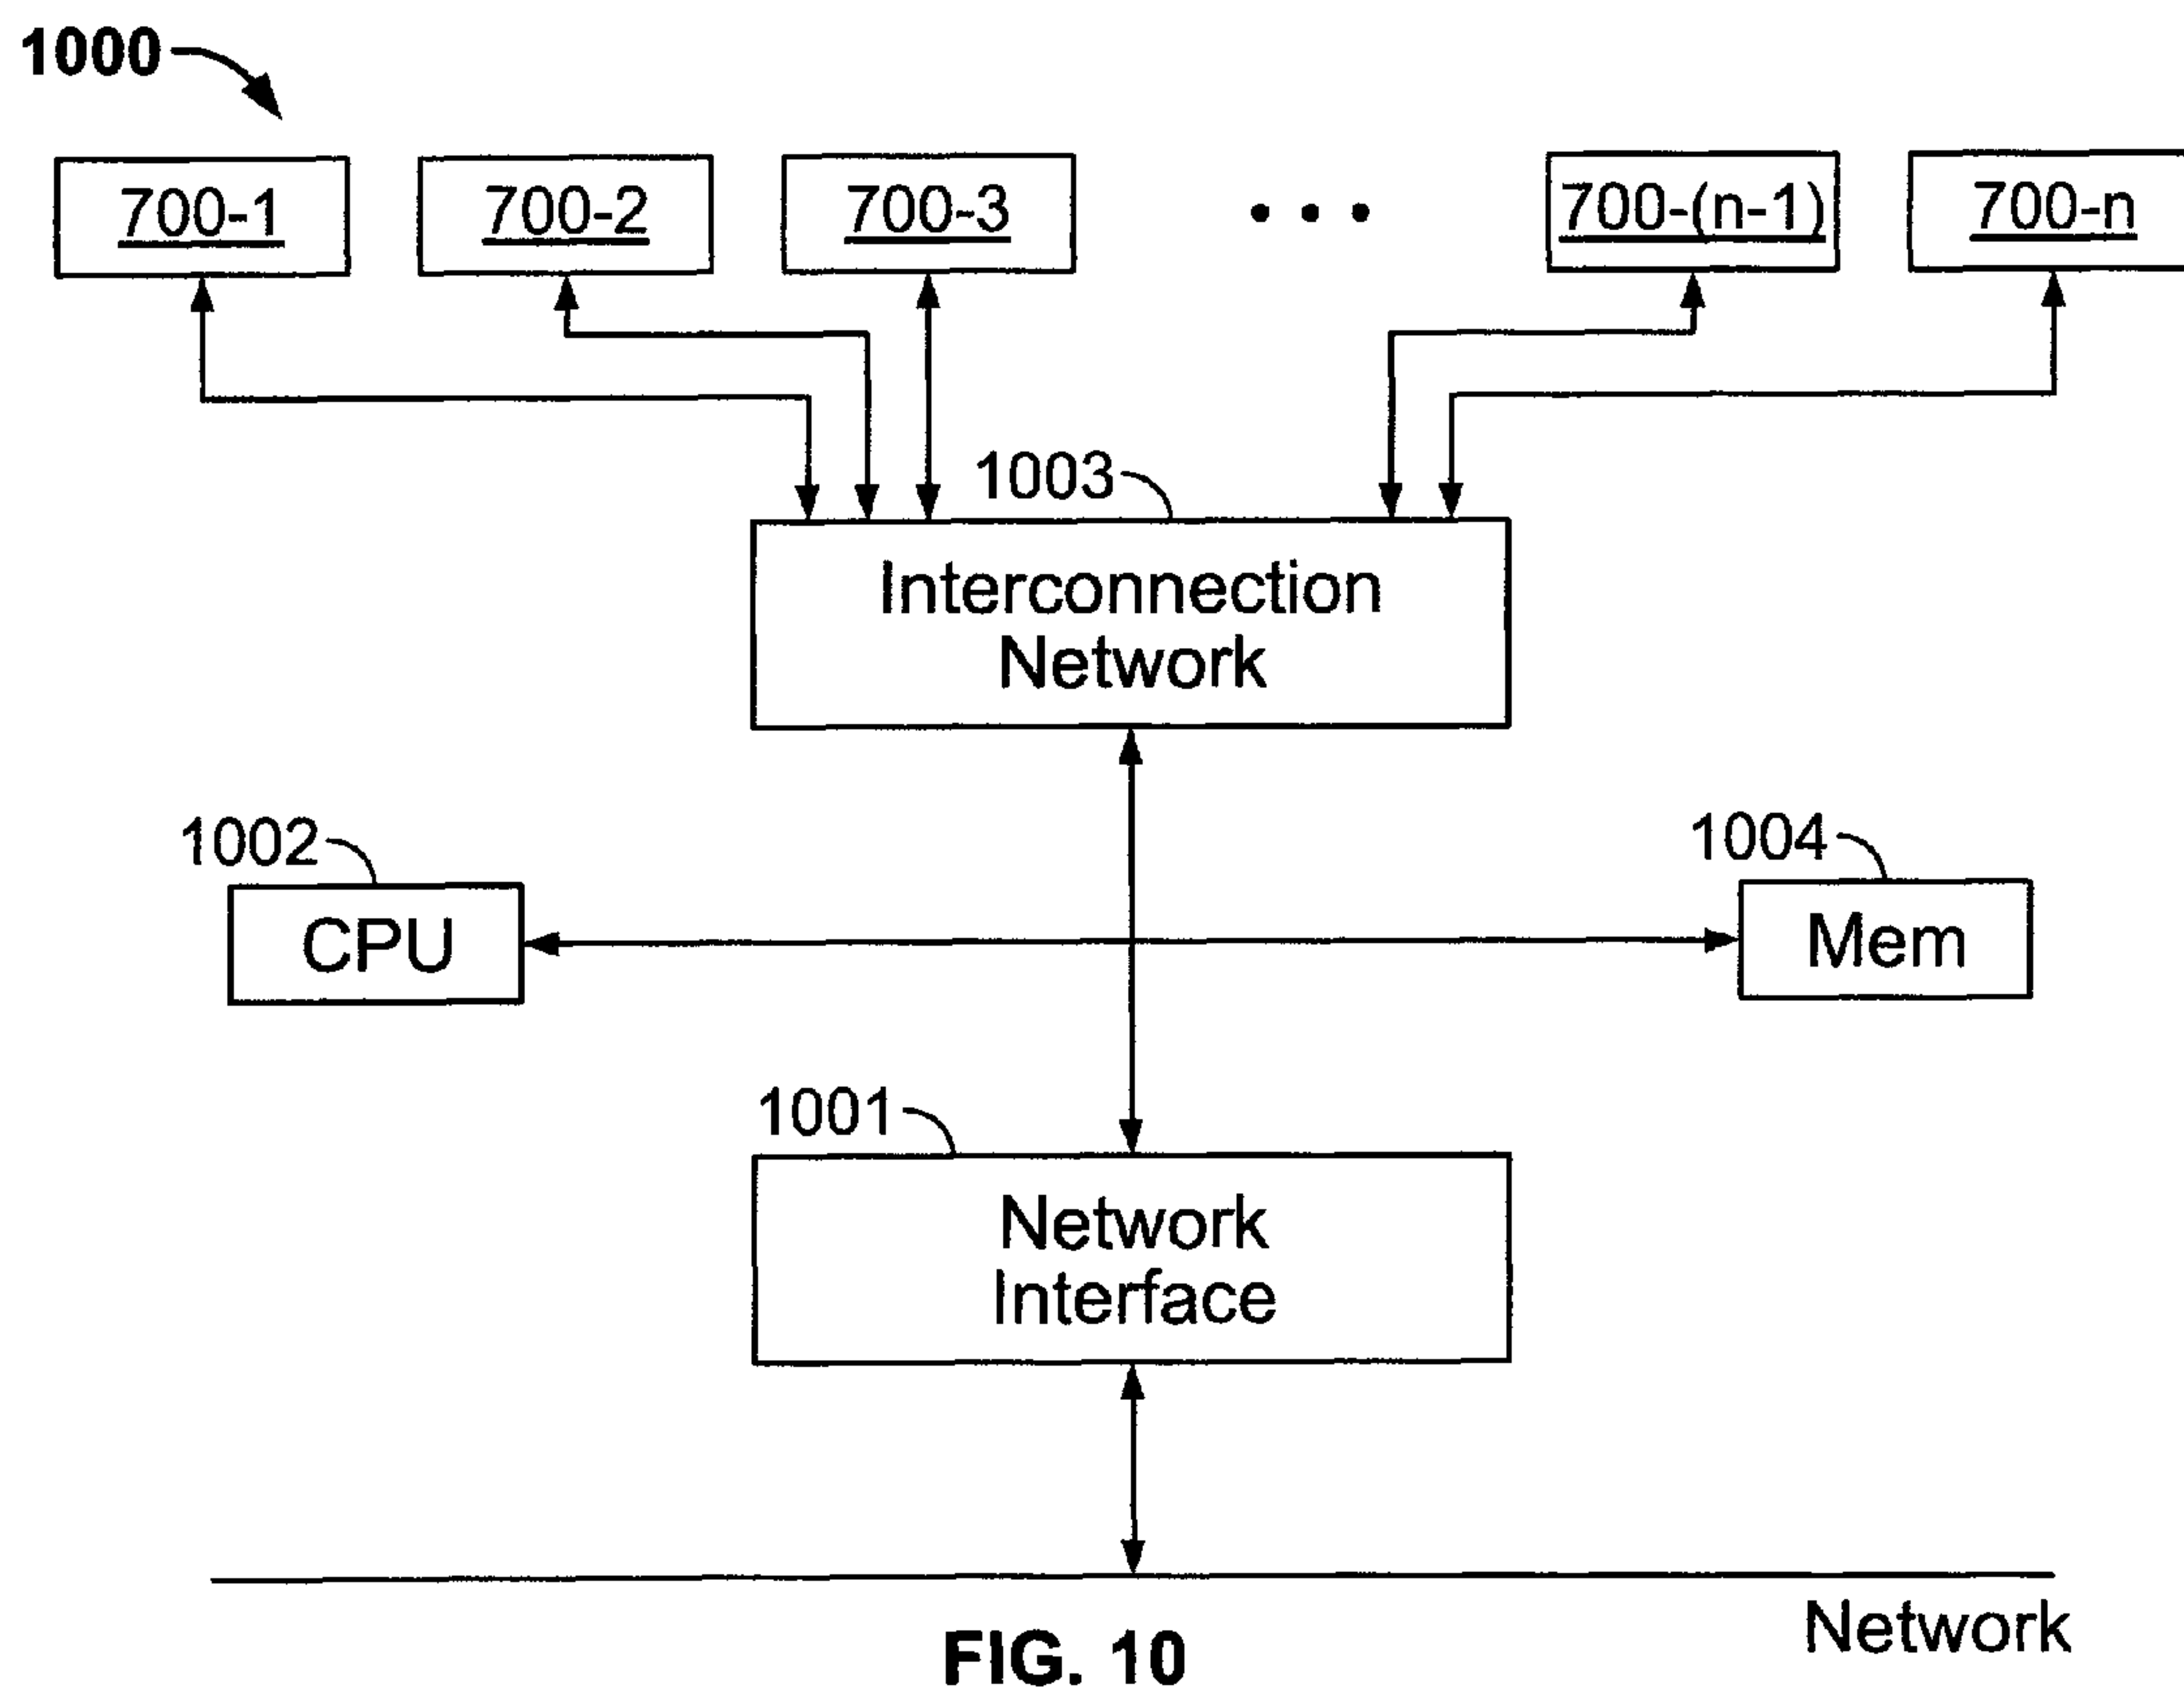 1000
700-1 700-2 700-3 • • • 700-(n-1) 700-n
1003
Interconnection
Network
1002
1004
CPU
Mem
1001
Network
Interface
Network
FIG. 10